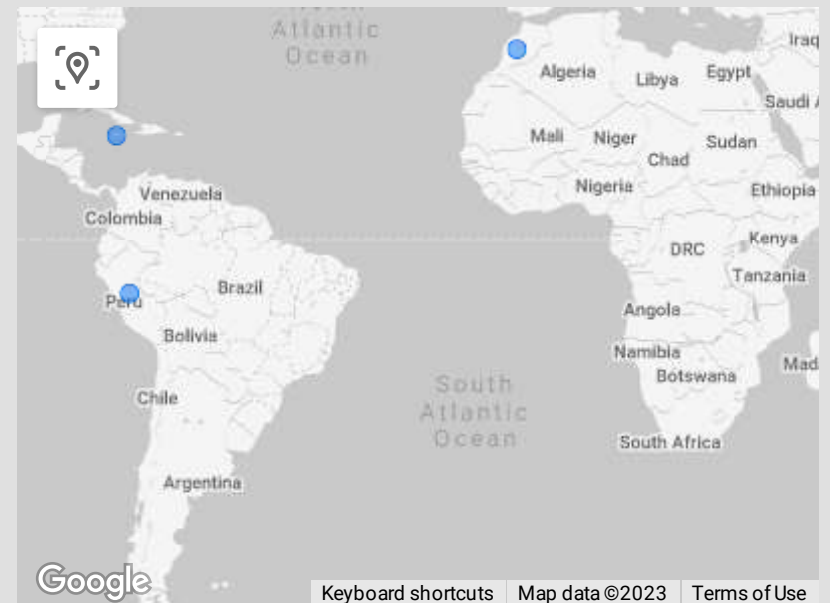 Atlantic
Ocean
Iraq
Algeria
Libya
Egypt
Saudi
Mali
Niger
Sudan
Chad
Nigeria
Ethiopia
Venezuela
Colombia
Kenya
DRC
Tanzania
Brazil
Peru
Angola
Bolivia
Namibia
Botswana
Mad
Chile
South
Atlantic
Ocean
South Africa
Argentina
Google
Keyboard shortcuts
Map data ©2023
Terms of Use